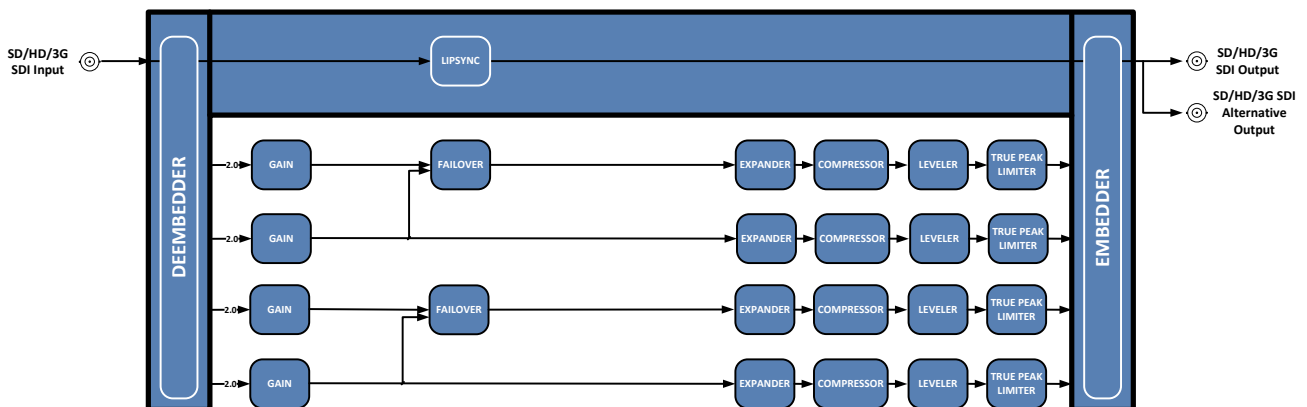 SD/HD/3G
SDI Input
LIPSYNC
SD/HD/3G
SDI Output
SD/HD/3G SDI
Alternative
Output
DEEMBEDDER
EMBEDDER
2.0
GAIN
FAILOVER
EXPANDER
COMPRESSOR
LEVELER
TRUE PEAK
LIMITER
2.0
GAIN
EXPANDER
COMPRESSOR
LEVELER
TRUE PEAK
LIMITER
2.0
GAIN
FAILOVER
EXPANDER
COMPRESSOR
LEVELER
TRUE PEAK
LIMITER
2.0
GAIN
EXPANDER
COMPRESSOR
LEVELER
TRUE PEAK
LIMITER